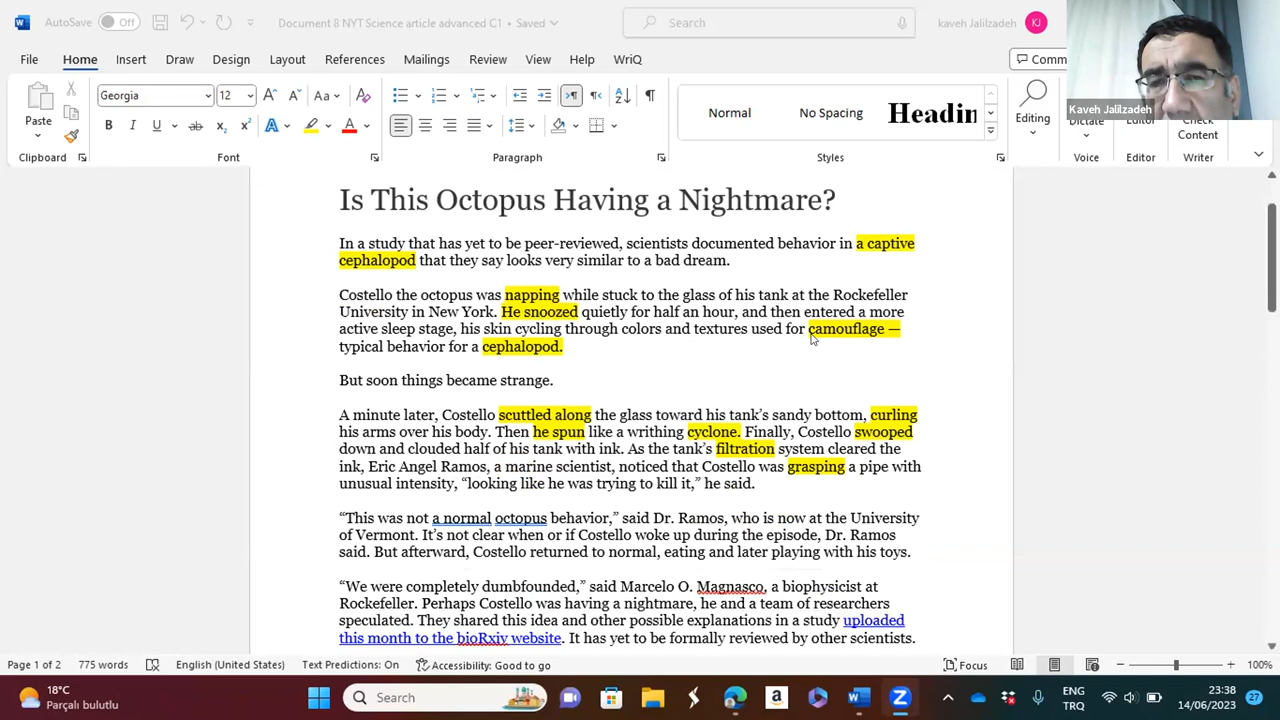 AutoSave Off Document 8 NYT Science article advanced C1 • Saved Search kaveh Jalilzadeh KJ
File Home Insert Draw Design Layout References Mailings Review View Help WriQ Comm
Kaveh Jalilzadeh
Georgia 12 Aa
Paste B I U ab x₂ x² A A A Normal No Spacing Headin Editing Dictate Editor Check
Content
Clipboard Font Paragraph Styles Voice Editor Writer
Is This Octopus Having a Nightmare?
In a study that has yet to be peer-reviewed, scientists documented behavior in a captive
cephalopod that they say looks very similar to a bad dream.
Costello the octopus was napping while stuck to the glass of his tank at the Rockefeller
University in New York. He snoozed quietly for half an hour, and then entered a more
active sleep stage, his skin cycling through colors and textures used for camouflage —
typical behavior for a cephalopod.
But soon things became strange.
A minute later, Costello scuttled along the glass toward his tank’s sandy bottom, curling
his arms over his body. Then he spun like a writhing cyclone. Finally, Costello swooped
down and clouded half of his tank with ink. As the tank’s filtration system cleared the
ink, Eric Angel Ramos, a marine scientist, noticed that Costello was grasping a pipe with
unusual intensity, “looking like he was trying to kill it,” he said.
“This was not a normal octopus behavior,” said Dr. Ramos, who is now at the University
of Vermont. It’s not clear when or if Costello woke up during the episode, Dr. Ramos
said. But afterward, Costello returned to normal, eating and later playing with his toys.
“We were completely dumbfounded,” said Marcelo O. Magnasco, a biophysicist at
Rockefeller. Perhaps Costello was having a nightmare, he and a team of researchers
speculated. They shared this idea and other possible explanations in a study uploaded
this month to the bioRxiv website. It has yet to be formally reviewed by other scientists.
Page 1 of 2 775 words English (United States) Text Predictions: On Accessibility: Good to go Focus 100%
18°C
Parçalı bulutlu
Search
ENG
TRQ
23:38
14/06/2023
27